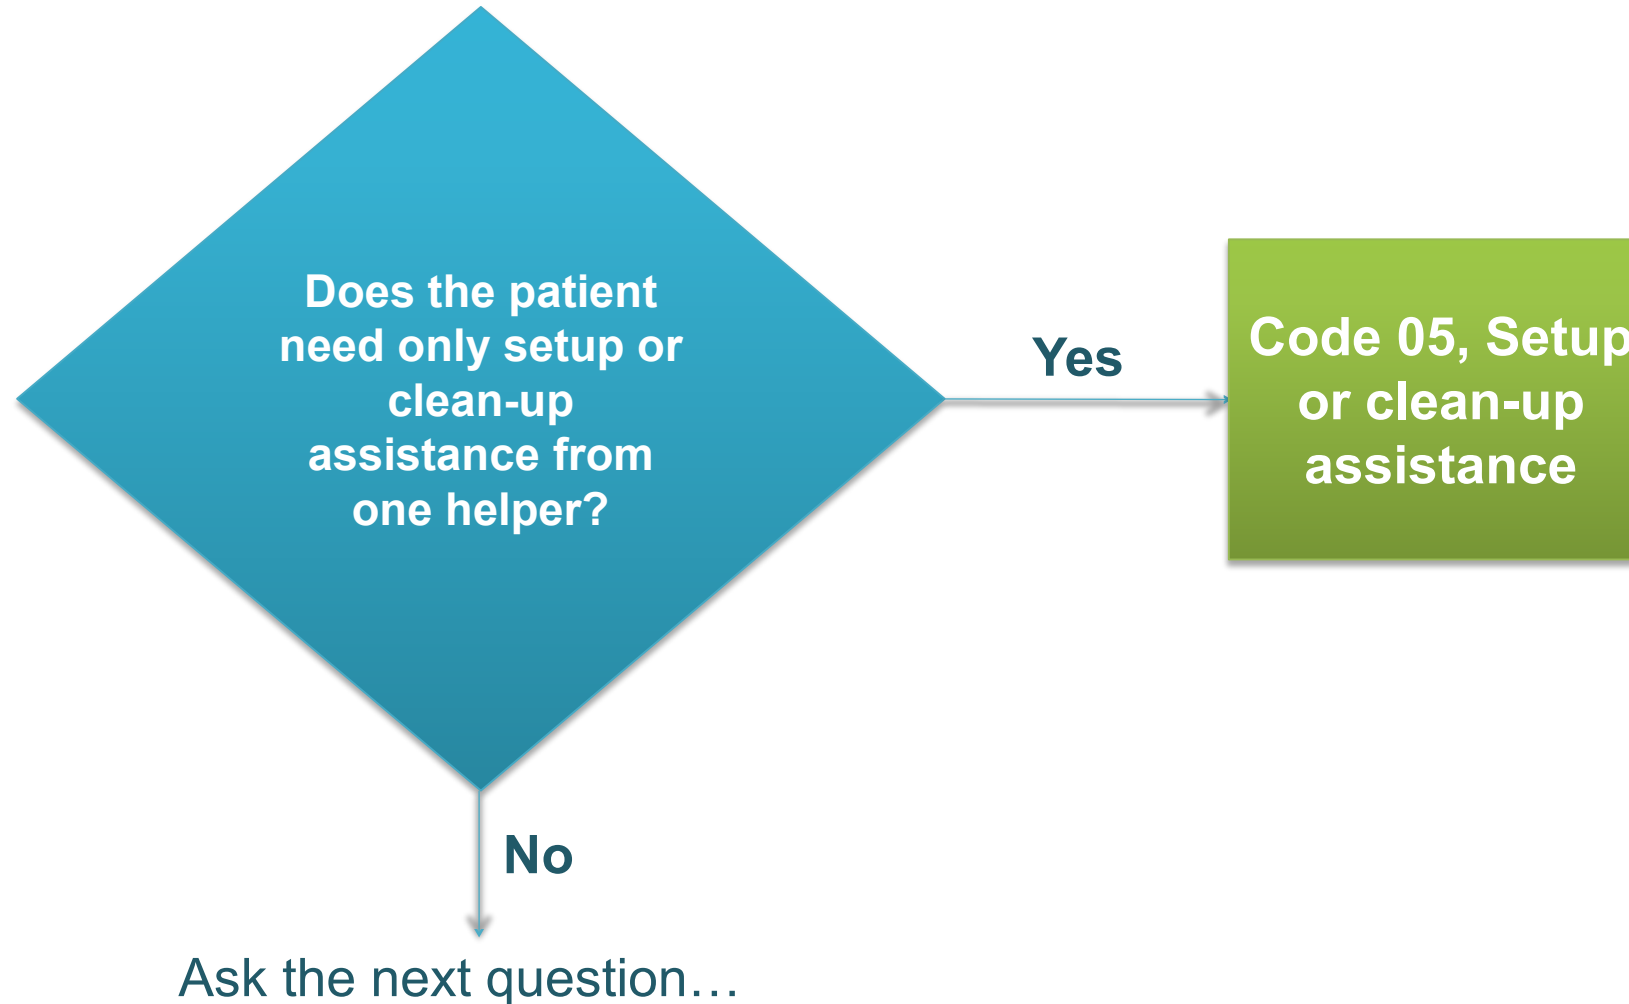 Does the patient
need only setup or
clean-up
assistance from
one helper?
Yes
Code 05, Setup
or clean-up
assistance
No
Ask the next question…